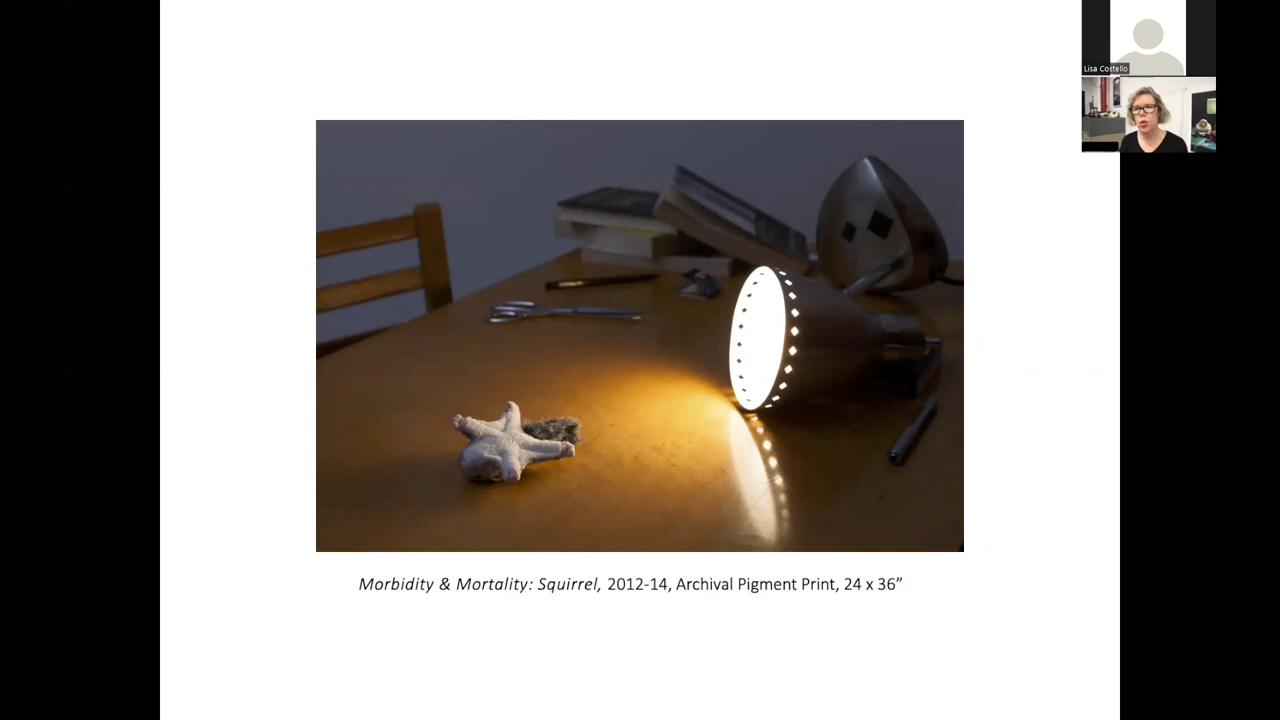 Lisa Costello
Morbidity & Mortality: Squirrel, 2012-14, Archival Pigment Print, 24 x 36”